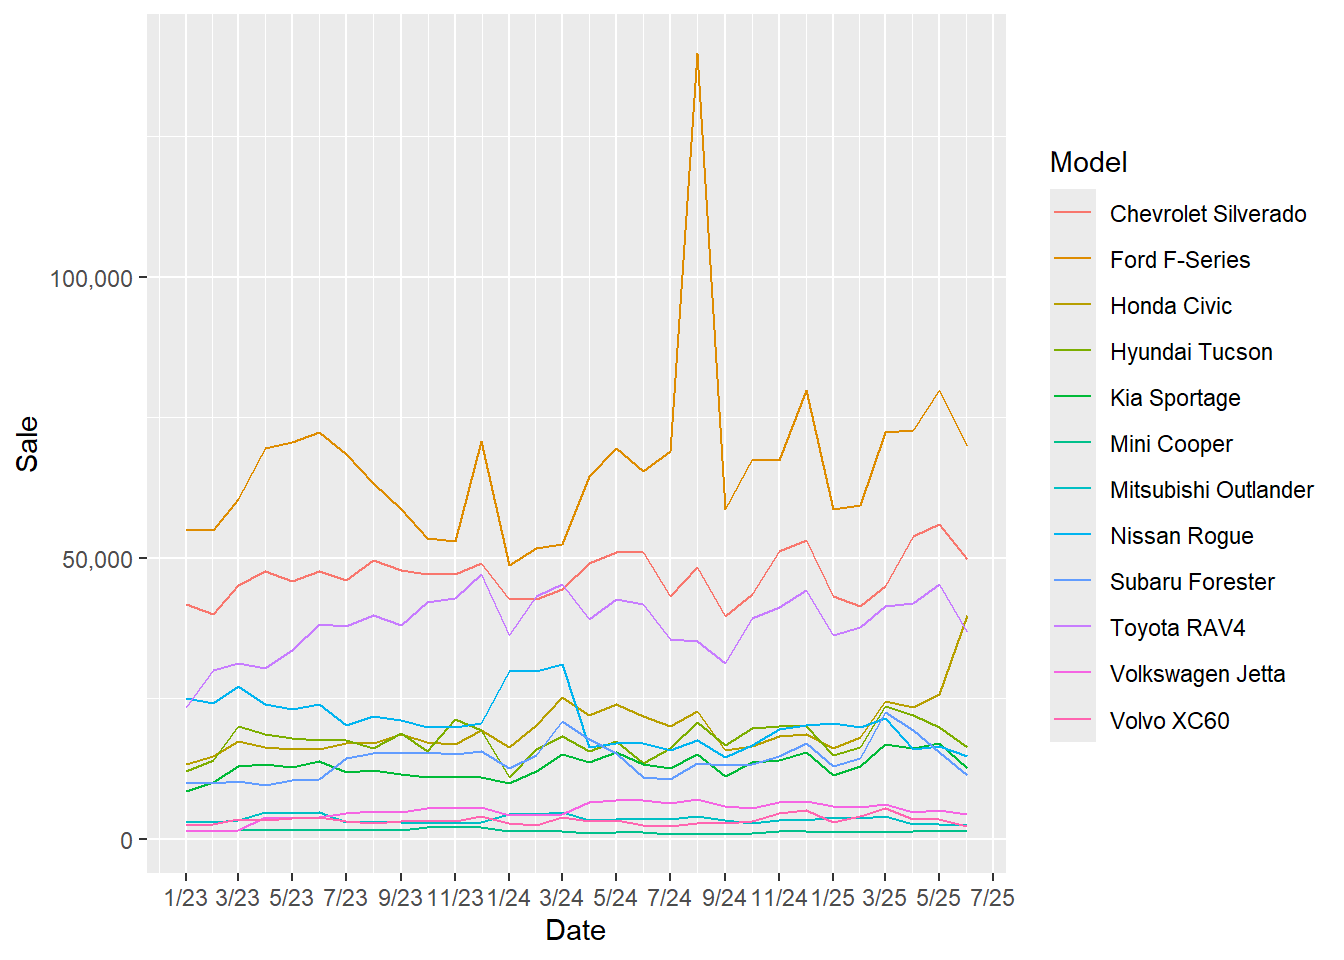 100,000
50,000
0
Sale
1/23 3/23 5/23 7/23 9/23 11/23 1/24 3/24 5/24 7/24 9/24 11/24 1/25 3/25 5/25 7/25
Date
Model
Chevrolet Silverado
Ford F-Series
Honda Civic
Hyundai Tucson
Kia Sportage
Mini Cooper
Mitsubishi Outlander
Nissan Rogue
Subaru Forester
Toyota RAV4
Volkswagen Jetta
Volvo XC60